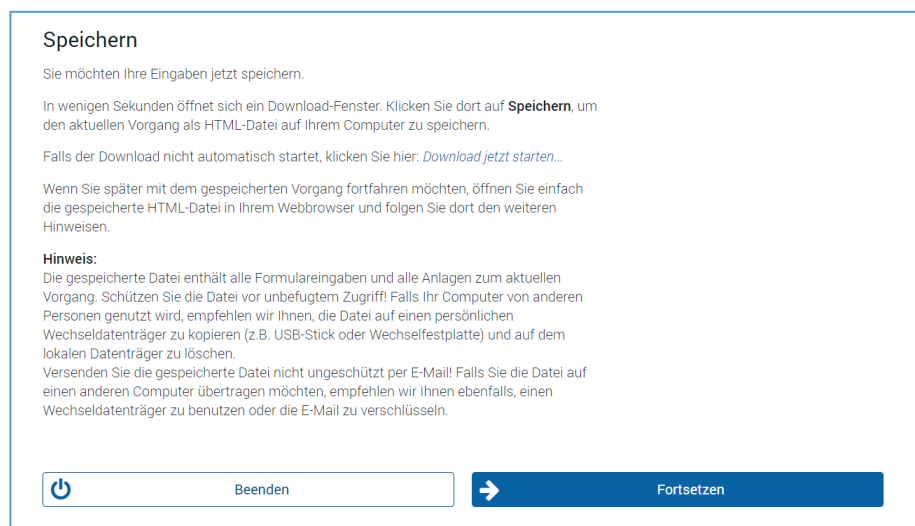 Speichern
Sie möchten Ihre Eingaben jetzt speichern.
In wenigen Sekunden öffnet sich ein Download-Fenster. Klicken Sie dort auf Speichern, um
den aktuellen Vorgang als HTML-Datei auf Ihrem Computer zu speichern.
Falls der Download nicht automatisch startet, klicken Sie hier: Download jetzt starten...
Wenn Sie später mit dem gespeicherten Vorgang fortfahren möchten, öffnen Sie einfach
die gespeicherte HTML-Datei in Ihrem Webbrowser und folgen Sie dort den weiteren
Hinweisen.
Hinweis:
Die gespeicherte Datei enthält alle Formulareingaben und alle Anlagen zum aktuellen
Vorgang. Schützen Sie die Datei vor unbefugtem Zugriff! Falls Ihr Computer von anderen
Personen genutzt wird, empfehlen wir Ihnen, die Datei auf einen persönlichen
Wechseldatenträger zu kopieren (z.B. USB-Stick oder Wechselfestplatte) und auf dem
lokalen Datenträger zu löschen.
Versenden Sie die gespeicherte Datei nicht ungeschützt per E-Mail! Falls Sie die Datei auf
einen anderen Computer übertragen möchten, empfehlen wir Ihnen ebenfalls, einen
Wechseldatenträger zu benutzen oder die E-Mail zu verschlüsseln.
Beenden
Fortsetzen